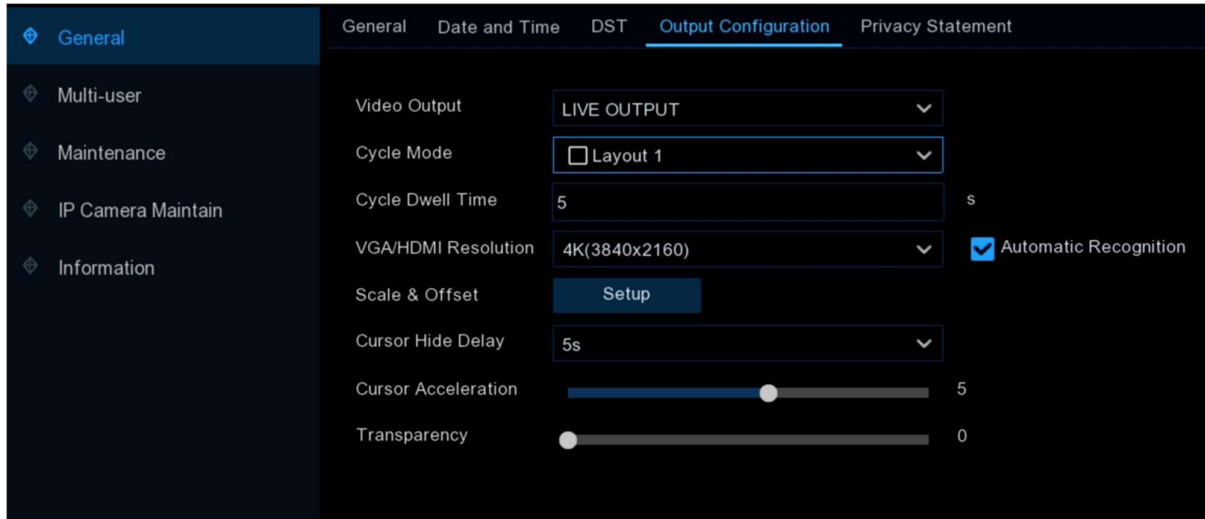 General
Multi-user
Maintenance
IP Camera Maintain
Information
General Date and Time DST Output Configuration Privacy Statement
Video Output LIVE OUTPUT
Cycle Mode Layout 1
Cycle Dwell Time 5 s
VGA/HDMI Resolution 4K(3840x2160) Automatic Recognition
Scale & Offset Setup
Cursor Hide Delay 5s
Cursor Acceleration 5
Transparency 0